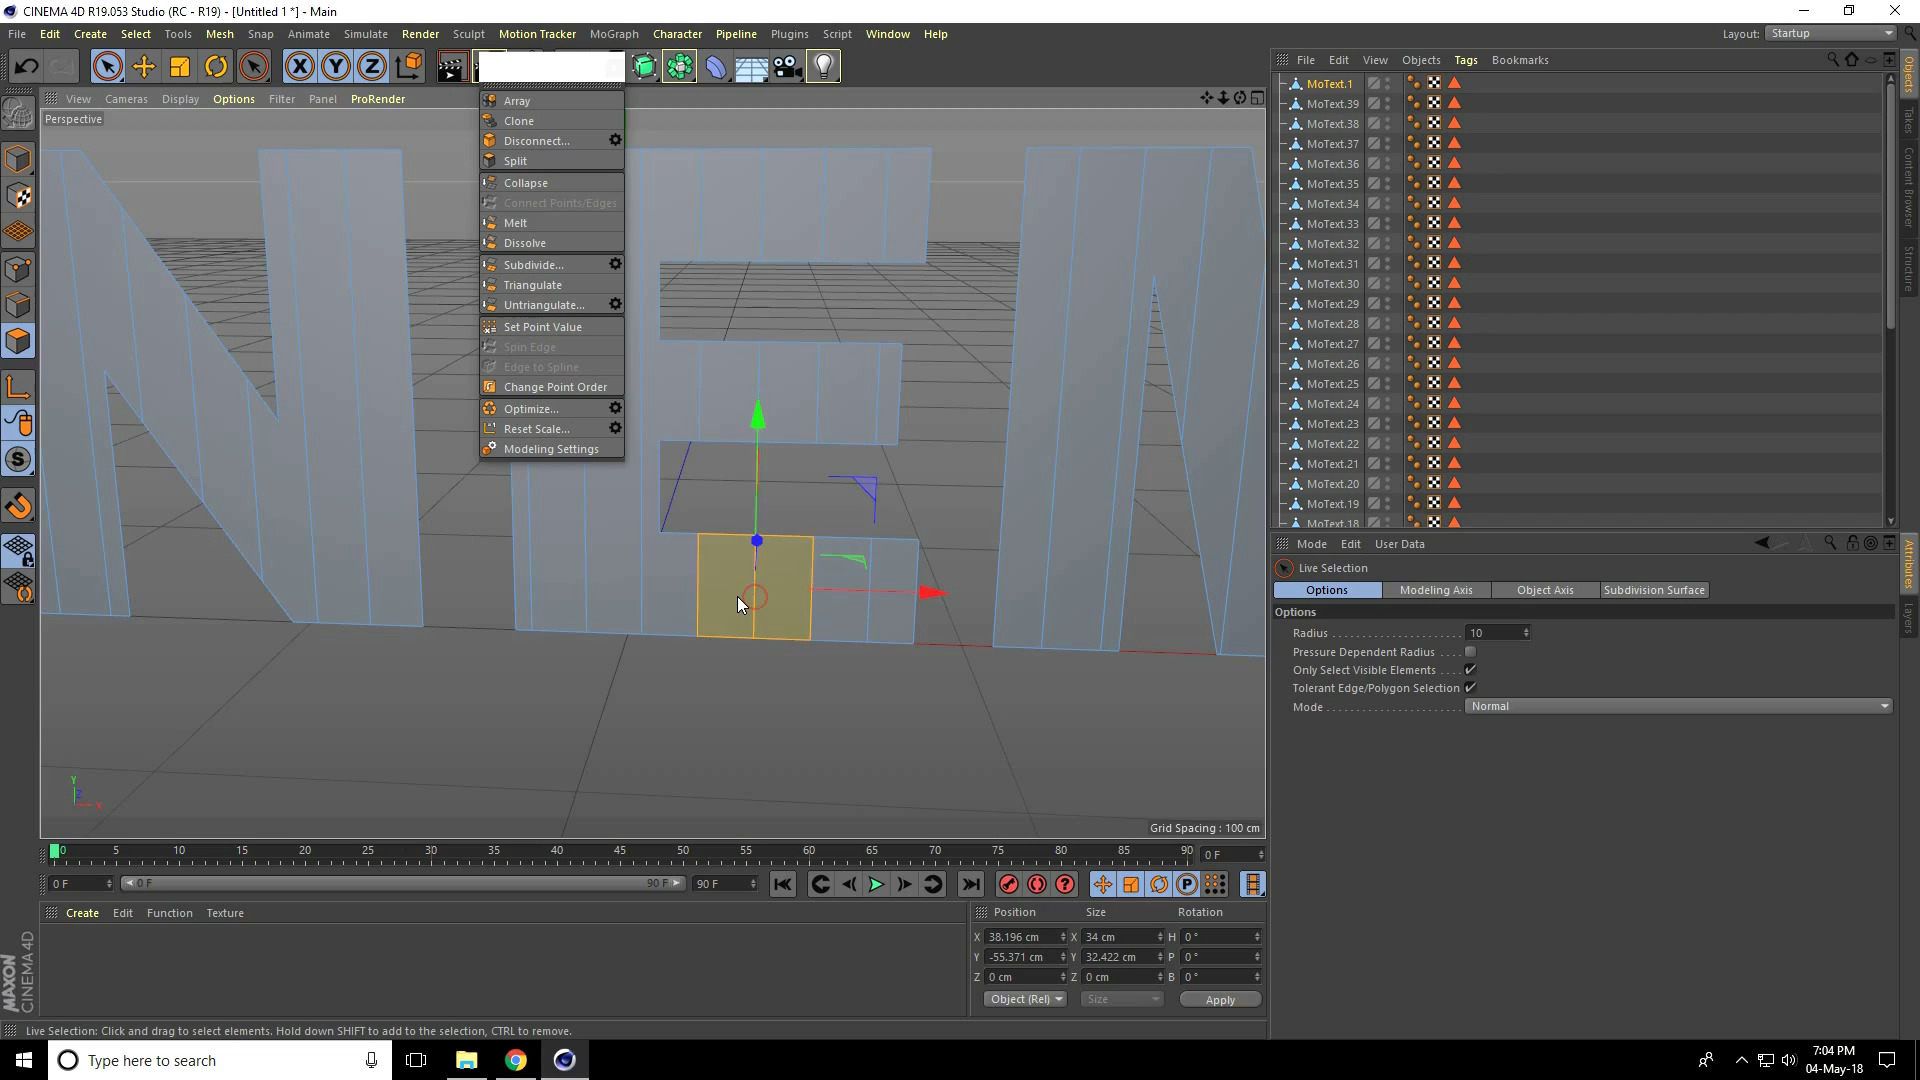 CINEMA 4D R19.053 Studio (RC - R19) - [Untitled 1 *] - Main
File Edit Create Select Tools Mesh Snap Animate Simulate Render Sculpt Motion Tracker MoGraph Character Pipeline Plugins Script Window Help
Layout: Startup
View Cameras Display Options Filter Panel ProRender
Perspective
Array
Clone
Disconnect...
Split
Collapse
Connect Points/Edges
Melt
Dissolve
Subdivide...
Triangulate
Untriangulate...
Set Point Value
Spin Edge
Edge to Spline
Change Point Order
Optimize...
Reset Scale...
Modeling Settings
Y
Z
X
Grid Spacing : 100 cm
File Edit View Objects Tags Bookmarks
MoText.1
MoText.39
MoText.38
MoText.37
MoText.36
MoText.35
MoText.34
MoText.33
MoText.32
MoText.31
MoText.30
MoText.29
MoText.28
MoText.27
MoText.26
MoText.25
MoText.24
MoText.23
MoText.22
MoText.21
MoText.20
MoText.19
MoText.18
Objects
Takes
Content Browser
Structure
Mode Edit User Data
Live Selection
Options Modeling Axis Object Axis Subdivision Surface
Options
Radius 10
Pressure Dependent Radius
Only Select Visible Elements
Tolerant Edge/Polygon Selection
Mode Normal
Attributes
Layers
0 5 10 15 20 25 30 35 40 45 50 55 60 65 70 75 80 85 90
0 F
0 F 0 F 90 F 90 F
Create Edit Function Texture
Position Size Rotation
X 38.196 cm X 34 cm H 0 °
Y -55.371 cm Y 32.422 cm P 0 °
Z 0 cm Z 0 cm B 0 °
Object (Rel) Size Apply
MAXON
CINEMA 4D
Live Selection: Click and drag to select elements. Hold down SHIFT to add to the selection, CTRL to remove.
Type here to search
7:04 PM
04-May-18